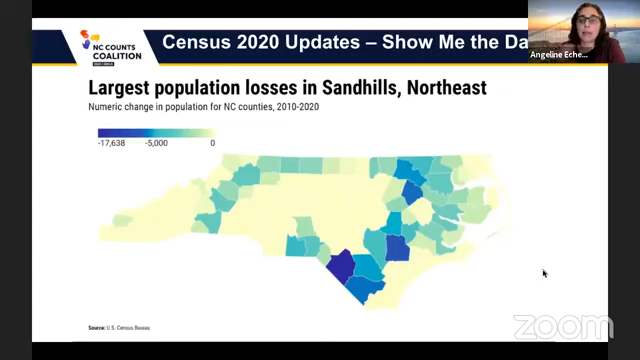 NC COUNTS
COALITION
Census 2020 Updates – Show Me the Da
Angeline Eche...
Largest population losses in Sandhills, Northeast
Numeric change in population for NC counties, 2010-2020
-17,638 -5,000 0
Source: U.S. Census Bureau
zoom